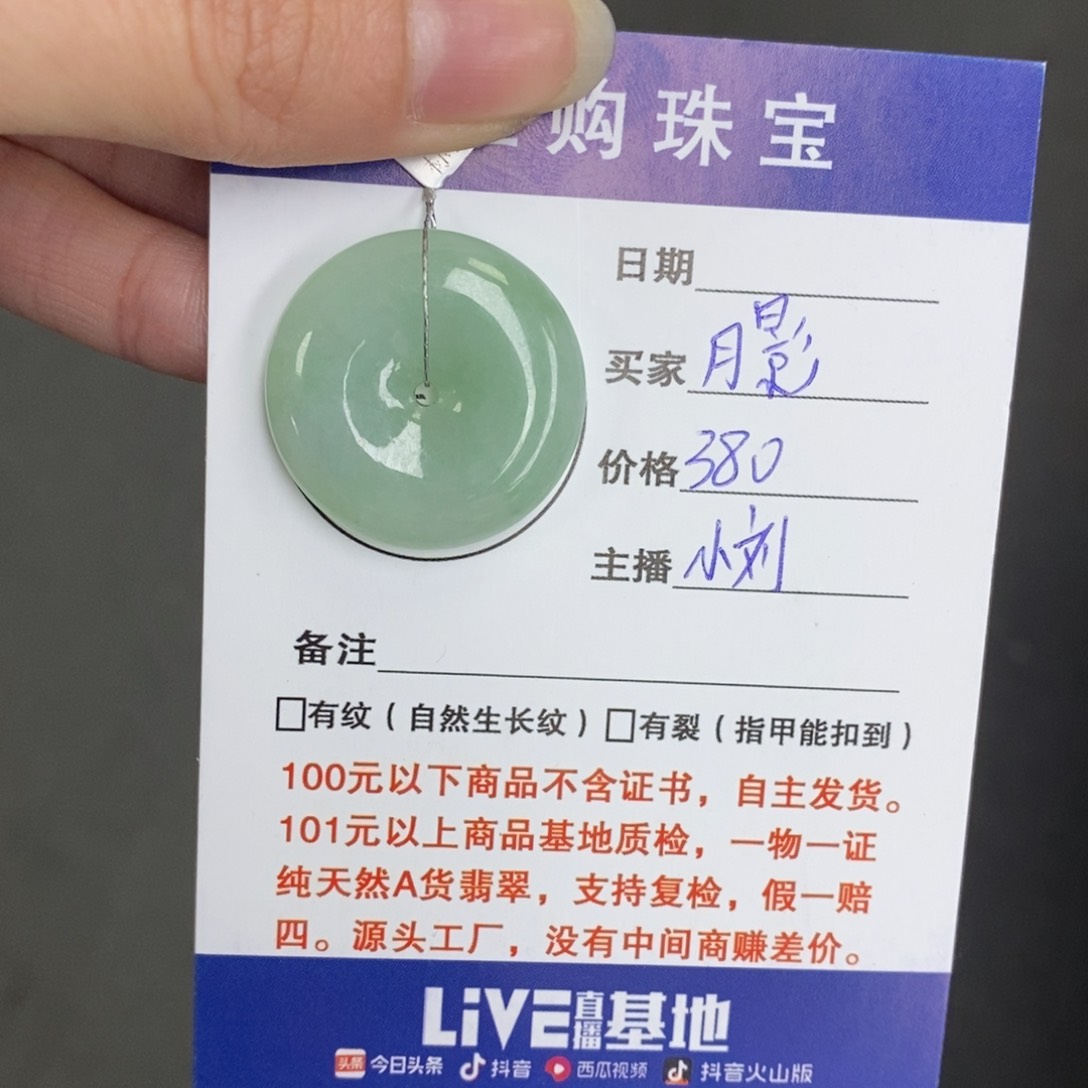 购珠宝
日期
买家 月影
价格 380
主播 小刘
备注
□有纹（自然生长纹）□有裂（指甲能扣到）
100元以下商品不含证书，自主发货。
101元以上商品基地质检，一物一证
纯天然A货翡翠，支持复检，假一赔
四。源头工厂，没有中间商赚差价。
LiVE直播基地
头条 今日头条 抖音 西瓜视频 抖音火山版